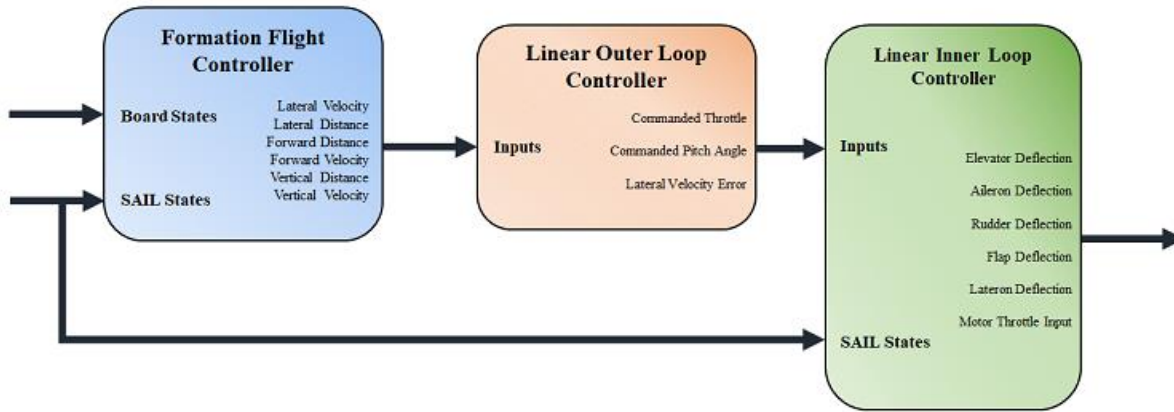 Formation Flight
Controller
Board States
SAIL States
Lateral Velocity
Lateral Distance
Forward Distance
Forward Velocity
Vertical Distance
Vertical Velocity
Linear Outer Loop
Controller
Inputs
Commanded Throttle
Commanded Pitch Angle
Lateral Velocity Error
Linear Inner Loop
Controller
Inputs
SAIL States
Elevator Deflection
Aileron Deflection
Rudder Deflection
Flap Deflection
Lateron Deflection
Motor Throttle Input